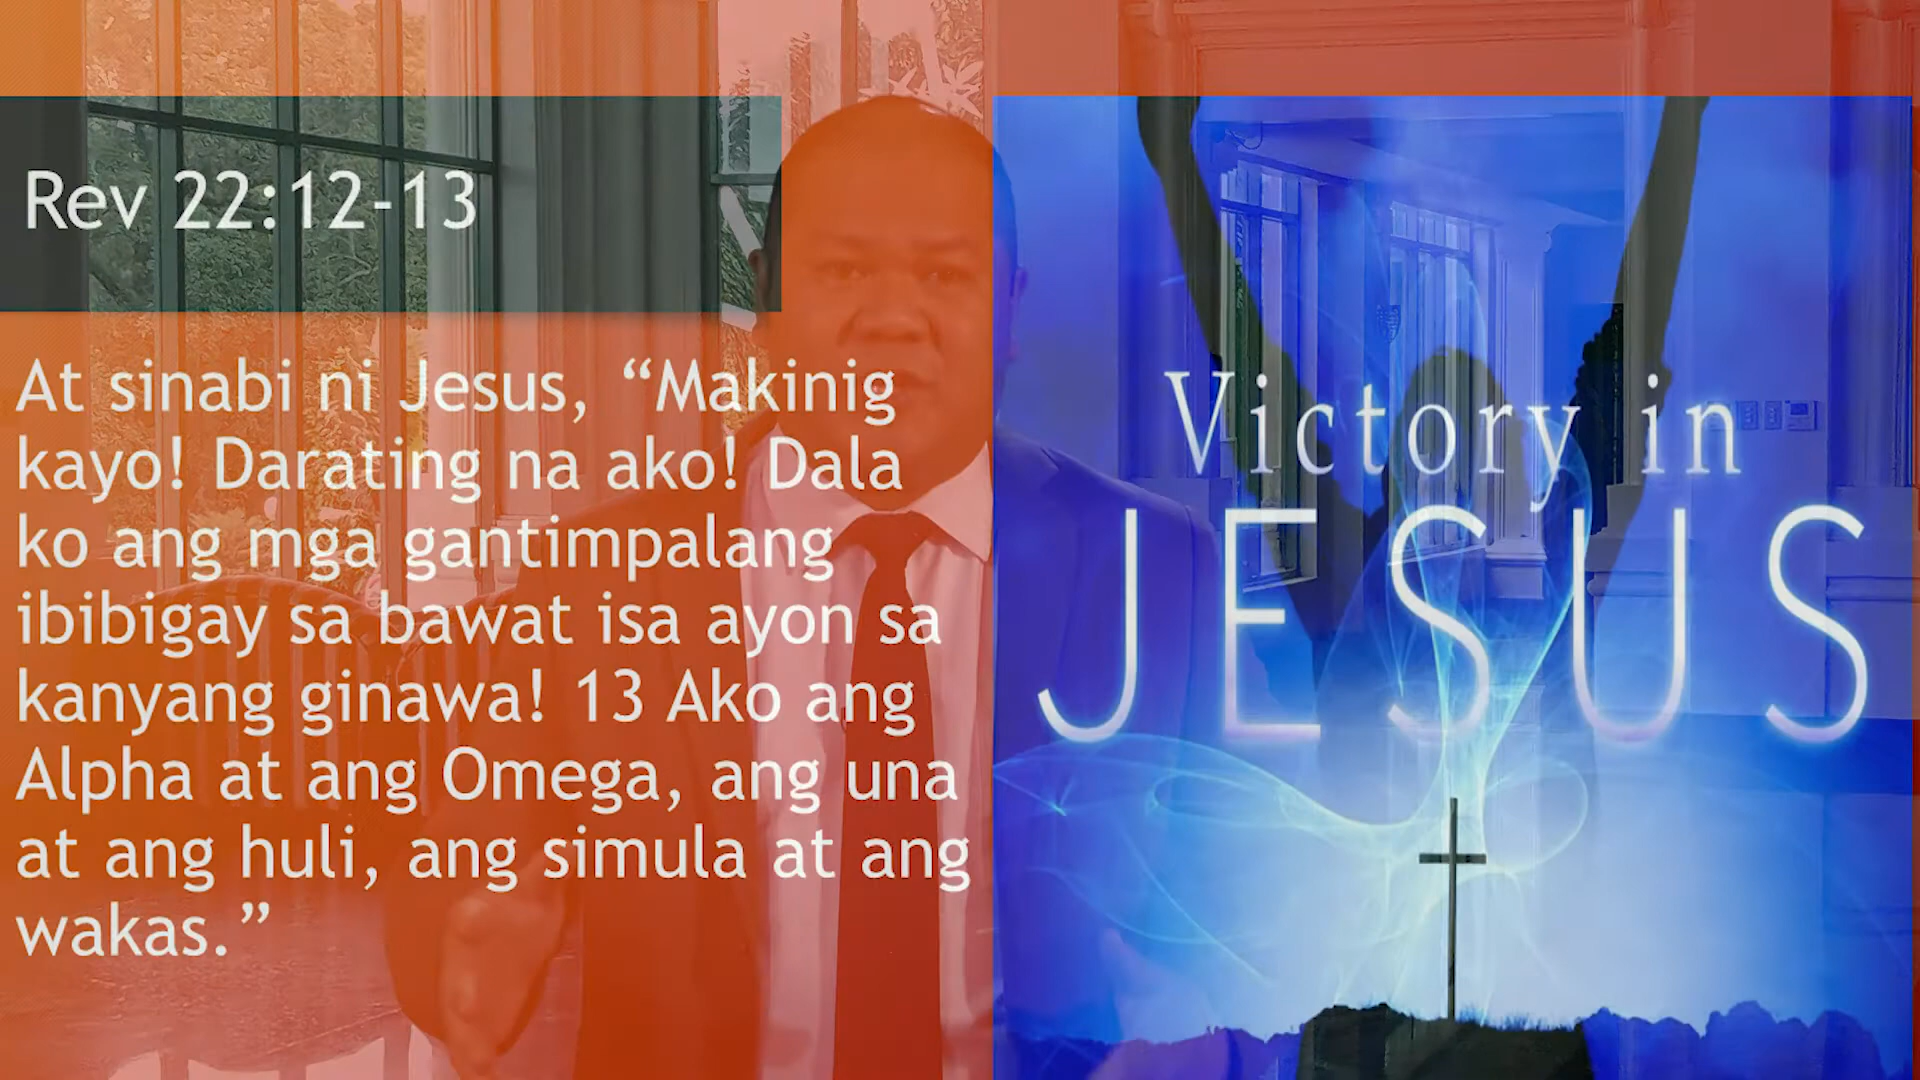 Rev 22:12-13
At sinabi ni Jesus, “Makinig
kayo! Darating na ako! Dala
ko ang mga gantimpalang
ibibigay sa bawat isa ayon sa
kanyang ginawa! 13 Ako ang
Alpha at ang Omega, ang una
at ang huli, ang simula at ang
wakas.”
Victory in
JESUS